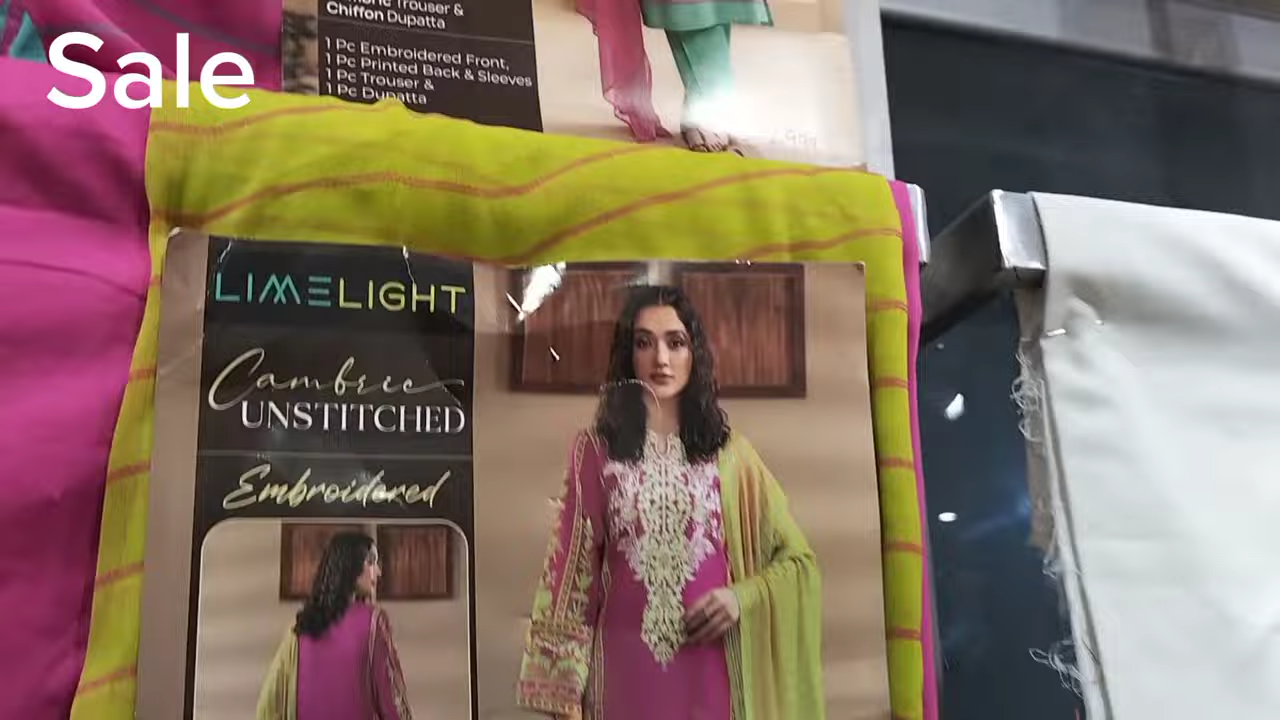 Sale
Trouser &
Chiffon Dupatta
1 Pc Embroidered Front,
1 Pc Printed Back & Sleeves
1 Pc Trouser &
1 Pc Dupatta
LIMELIGHT
Cambric
UNSTITCHED
Embroidered